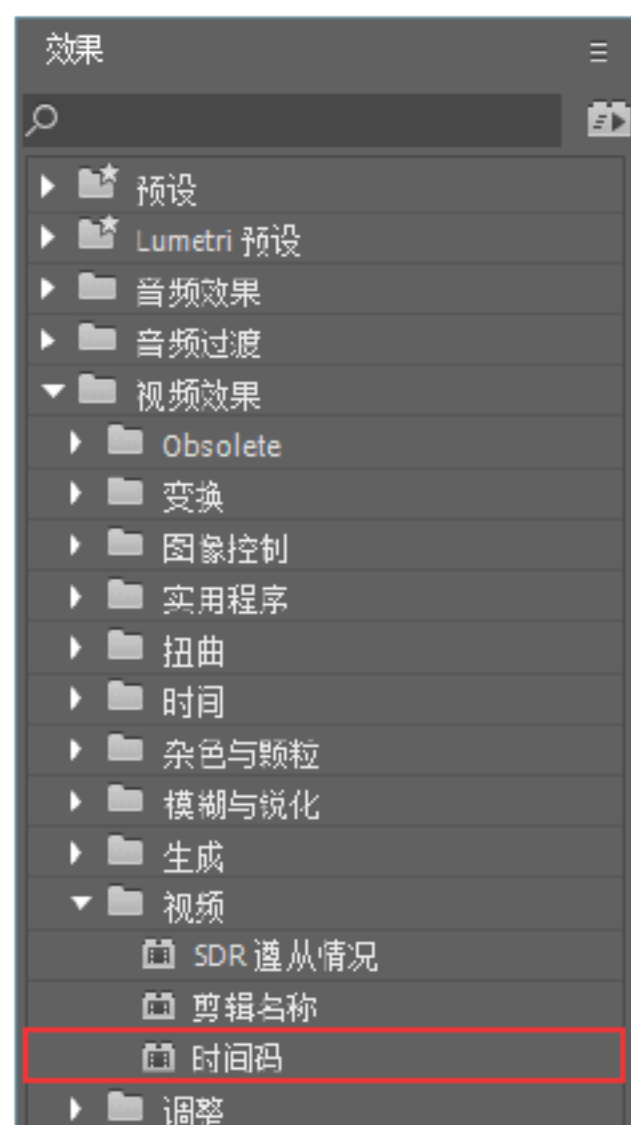 效果
预设
Lumetri 预设
音频效果
音频过渡
视频效果
Obsolete
变换
图像控制
实用程序
扭曲
时间
杂色与颗粒
模糊与锐化
生成
视频
SDR 遵从情况
剪辑名称
时间码
调整